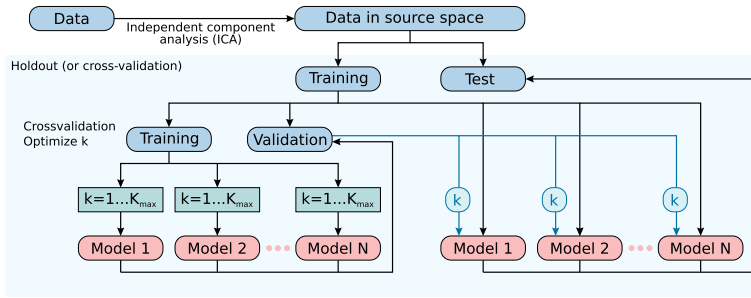 Data
Independent component
analysis (ICA)
Data in source space
Holdout (or cross-validation)
Training
Test
Crossvalidation
Optimize k
Training
Validation
k=1...Kmax
k=1...Kmax
k=1...Kmax
k
k
k
Model 1
Model 2
Model N
Model 1
Model 2
Model N